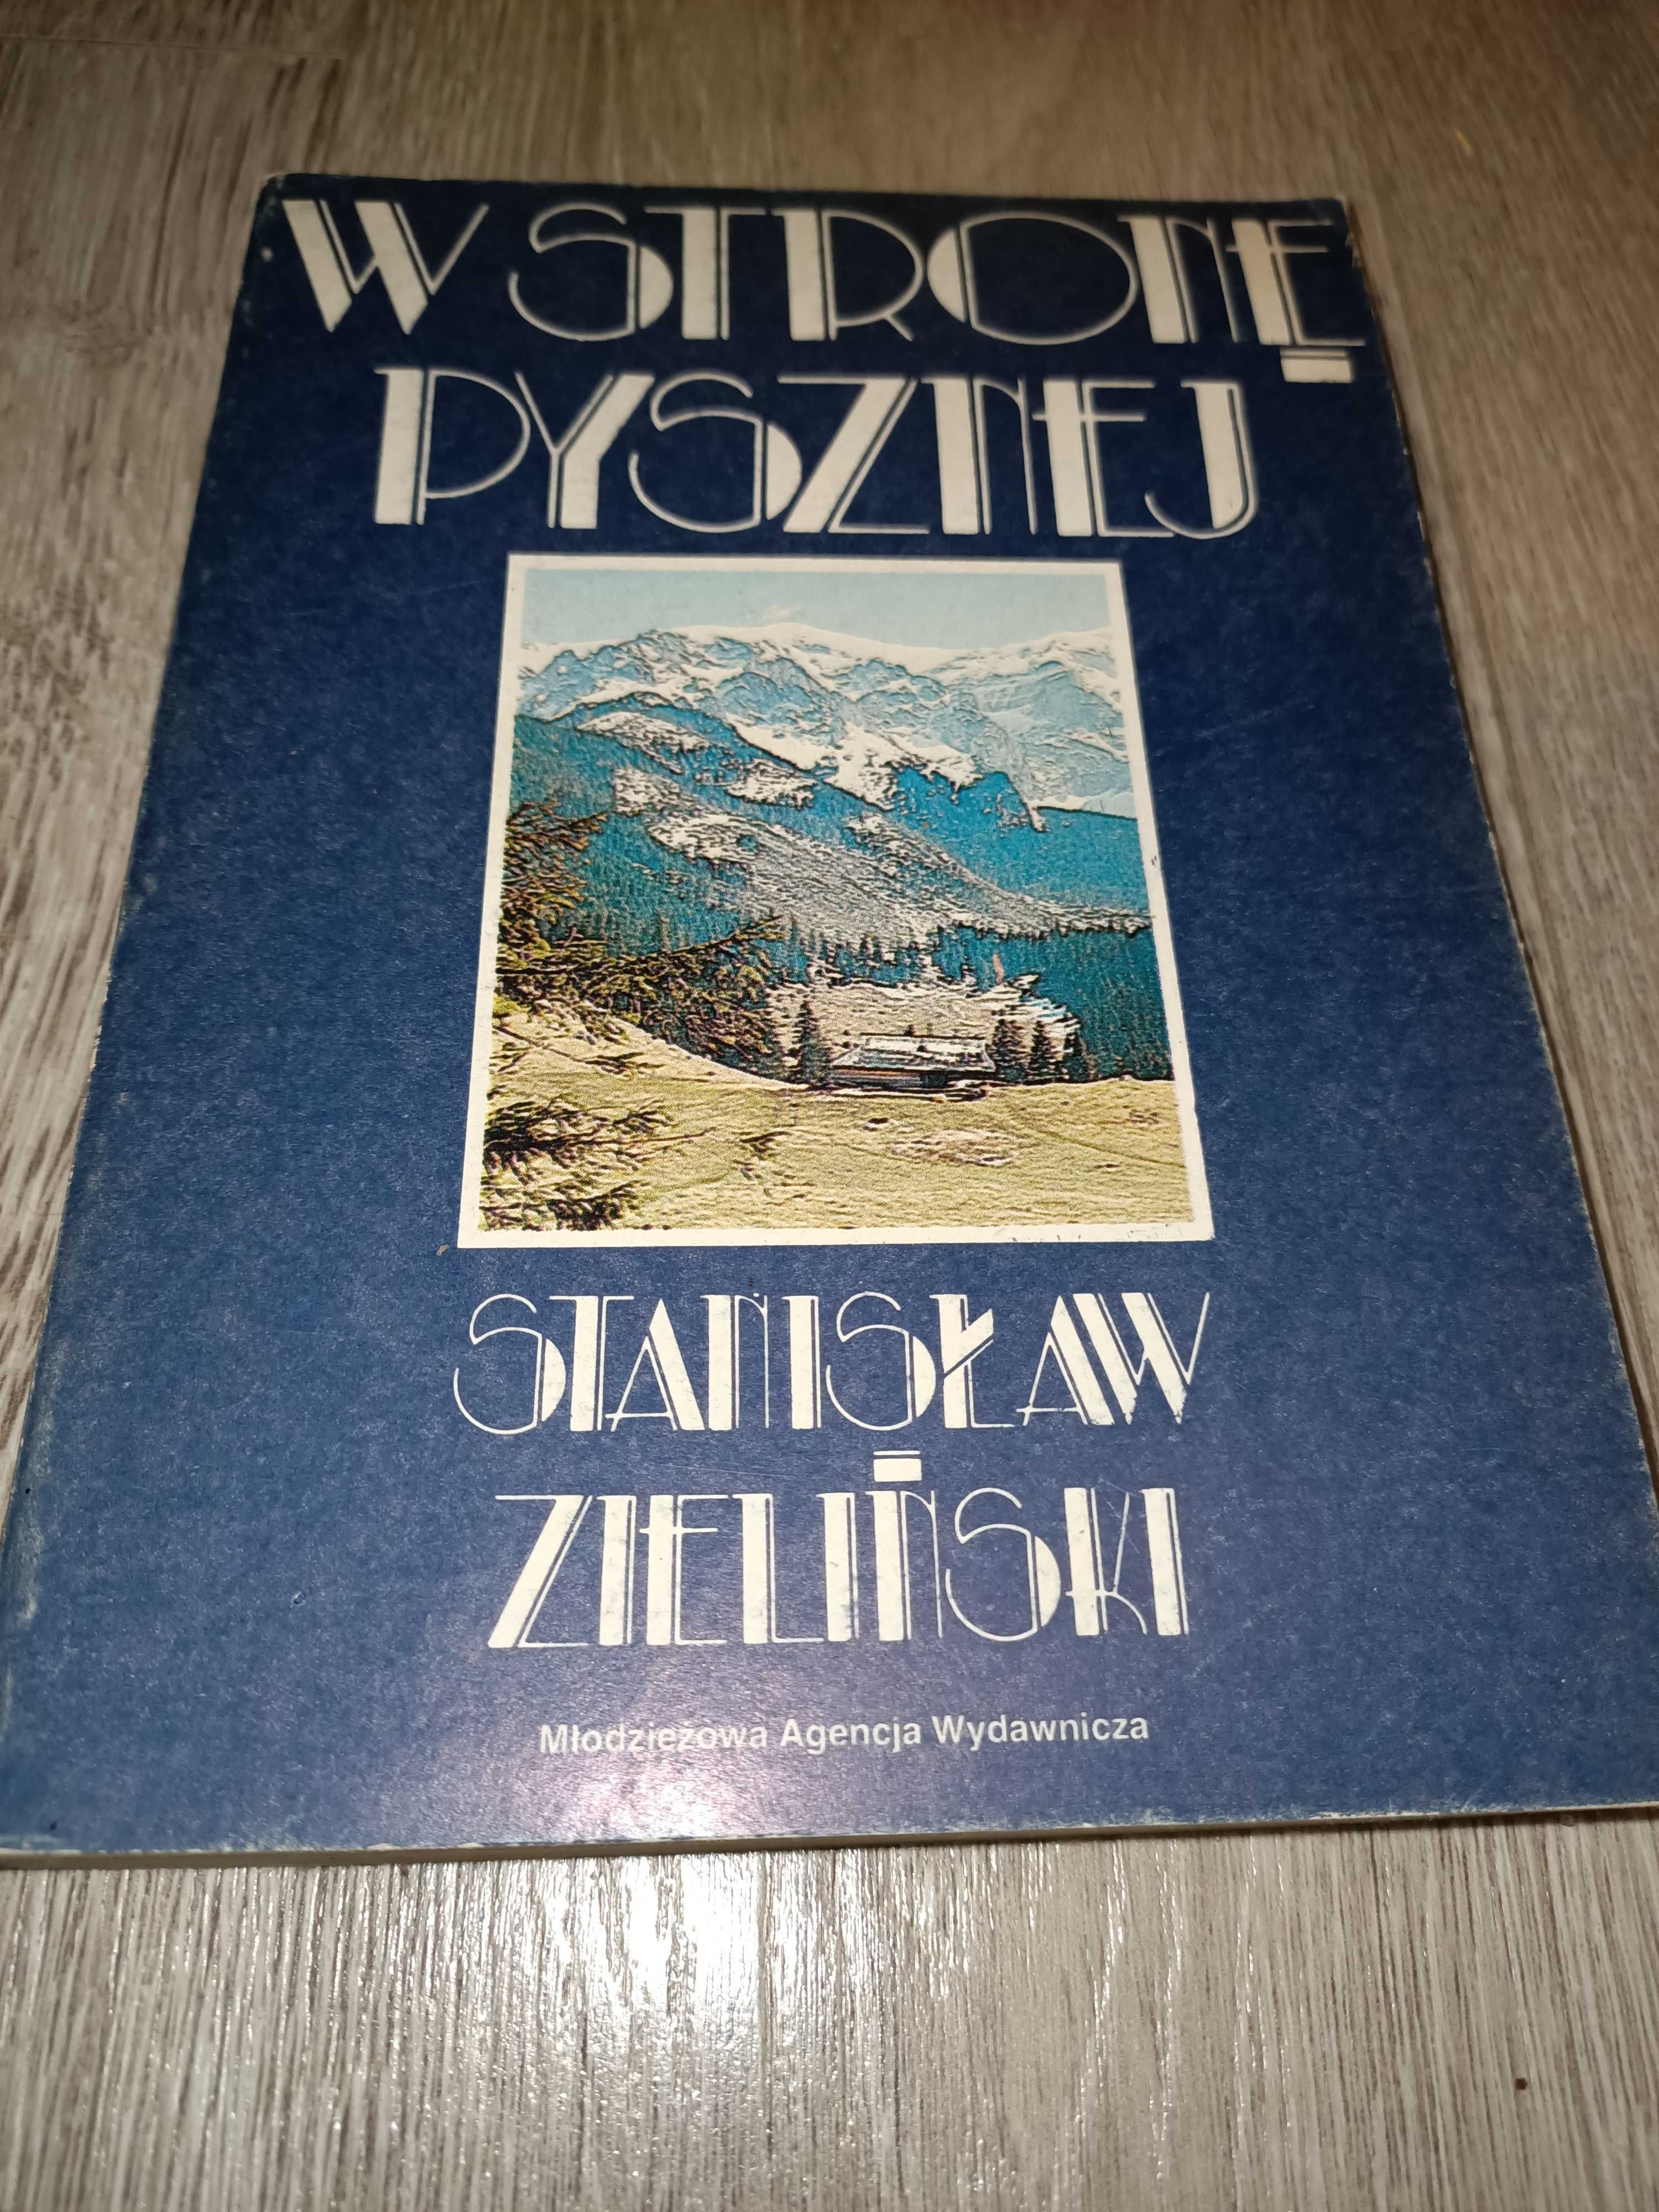 W STRONĘ
PYSZNEJ
STANISŁAW
ZIELIŃSKI
Młodzieżowa Agencja Wydawnicza